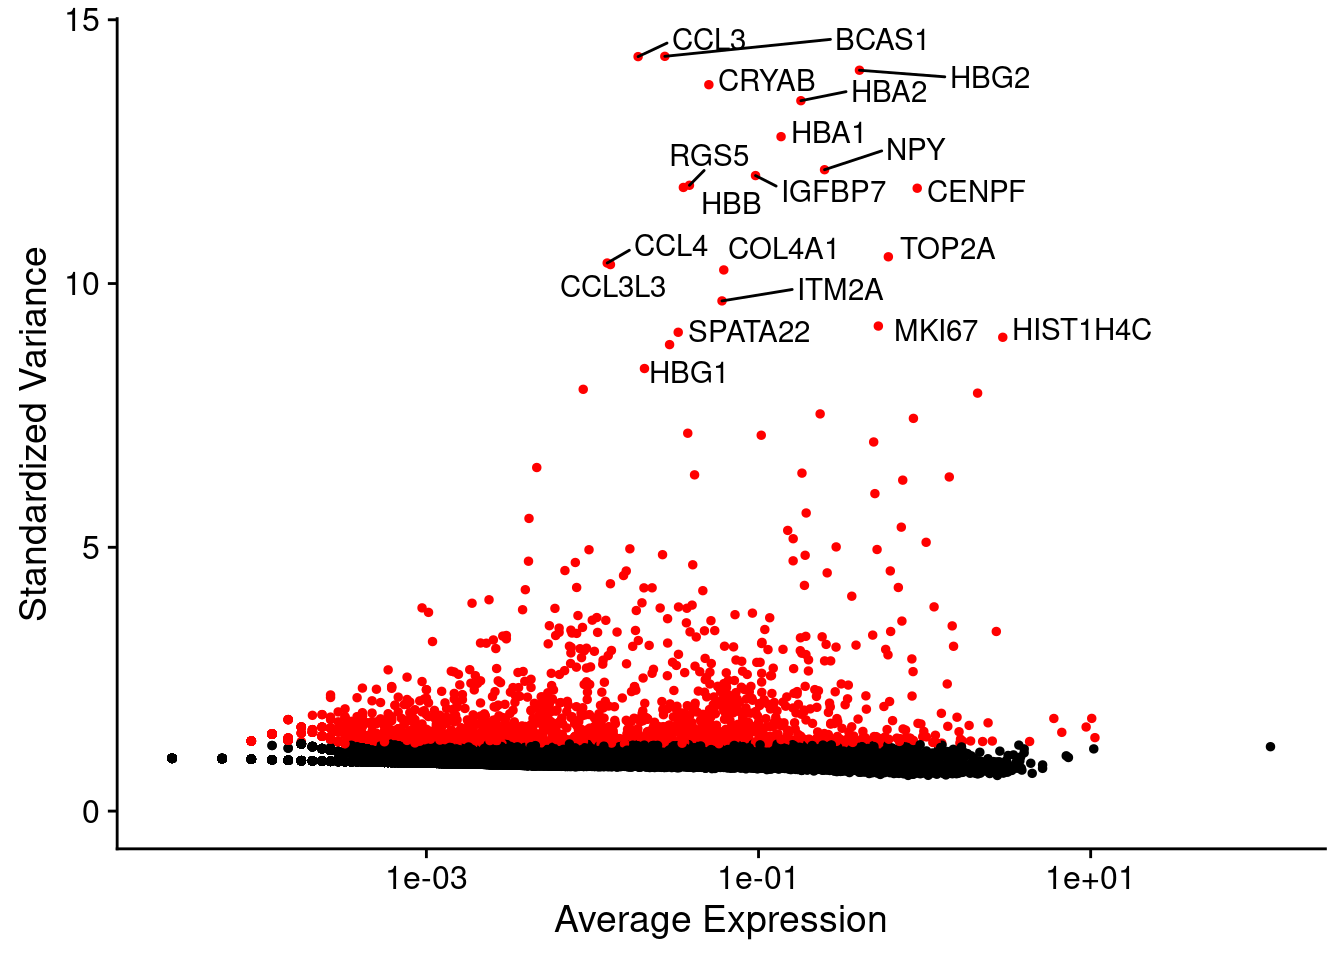 15
CCL3
BCAS1
HBG2
CRYAB
HBA2
HBA1
NPY
RGS5
IGFBP7
CENPF
HBB
CCL4
COL4A1
TOP2A
10
CCL3L3
ITM2A
SPATA22
MKI67
HIST1H4C
HBG1
5
0
Standardized Variance
1e-03
1e-01
1e+01
Average Expression